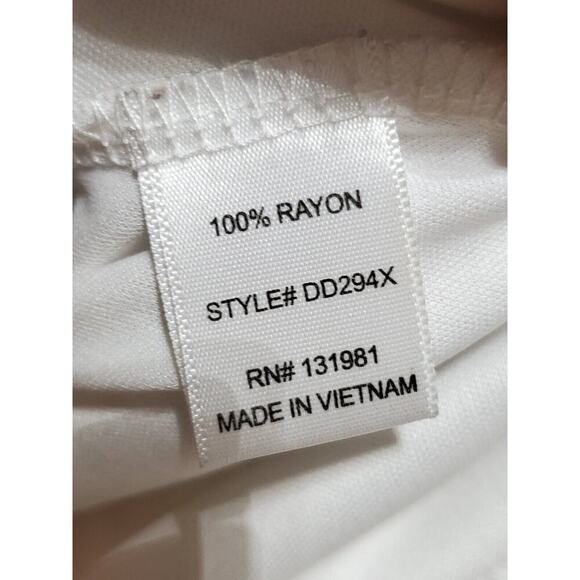 100% RAYON
STYLE# DD294X
RN# 131981
MADE IN VIETNAM